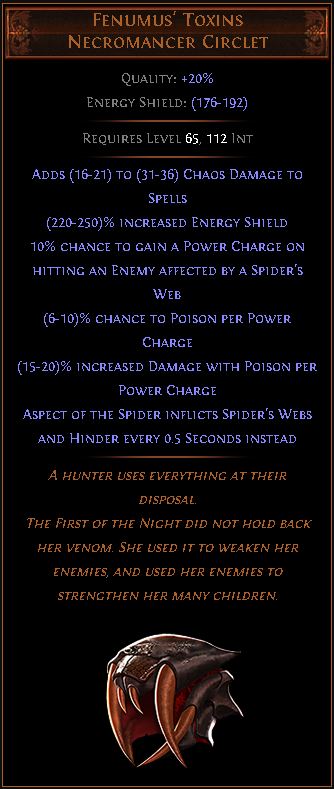 Fenumus' Toxins
Necromancer Circlet
Quality: +20%
Energy Shield: (176-192)
Requires Level 65, 112 Int
Adds (16-21) to (31-36) Chaos Damage to
Spells
(220-250)% increased Energy Shield
10% chance to gain a Power Charge on
hitting an Enemy affected by a Spider's
Web
(6-10)% chance to Poison per Power
Charge
(15-20)% increased Damage with Poison per
Power Charge
Aspect of the Spider inflicts Spider's Webs
and Hinder every 0.5 Seconds instead
A hunter uses everything at their
disposal.
The First of the Night did not hold back
her venom. She used it to weaken her
enemies, and used her enemies to
strengthen her many children.